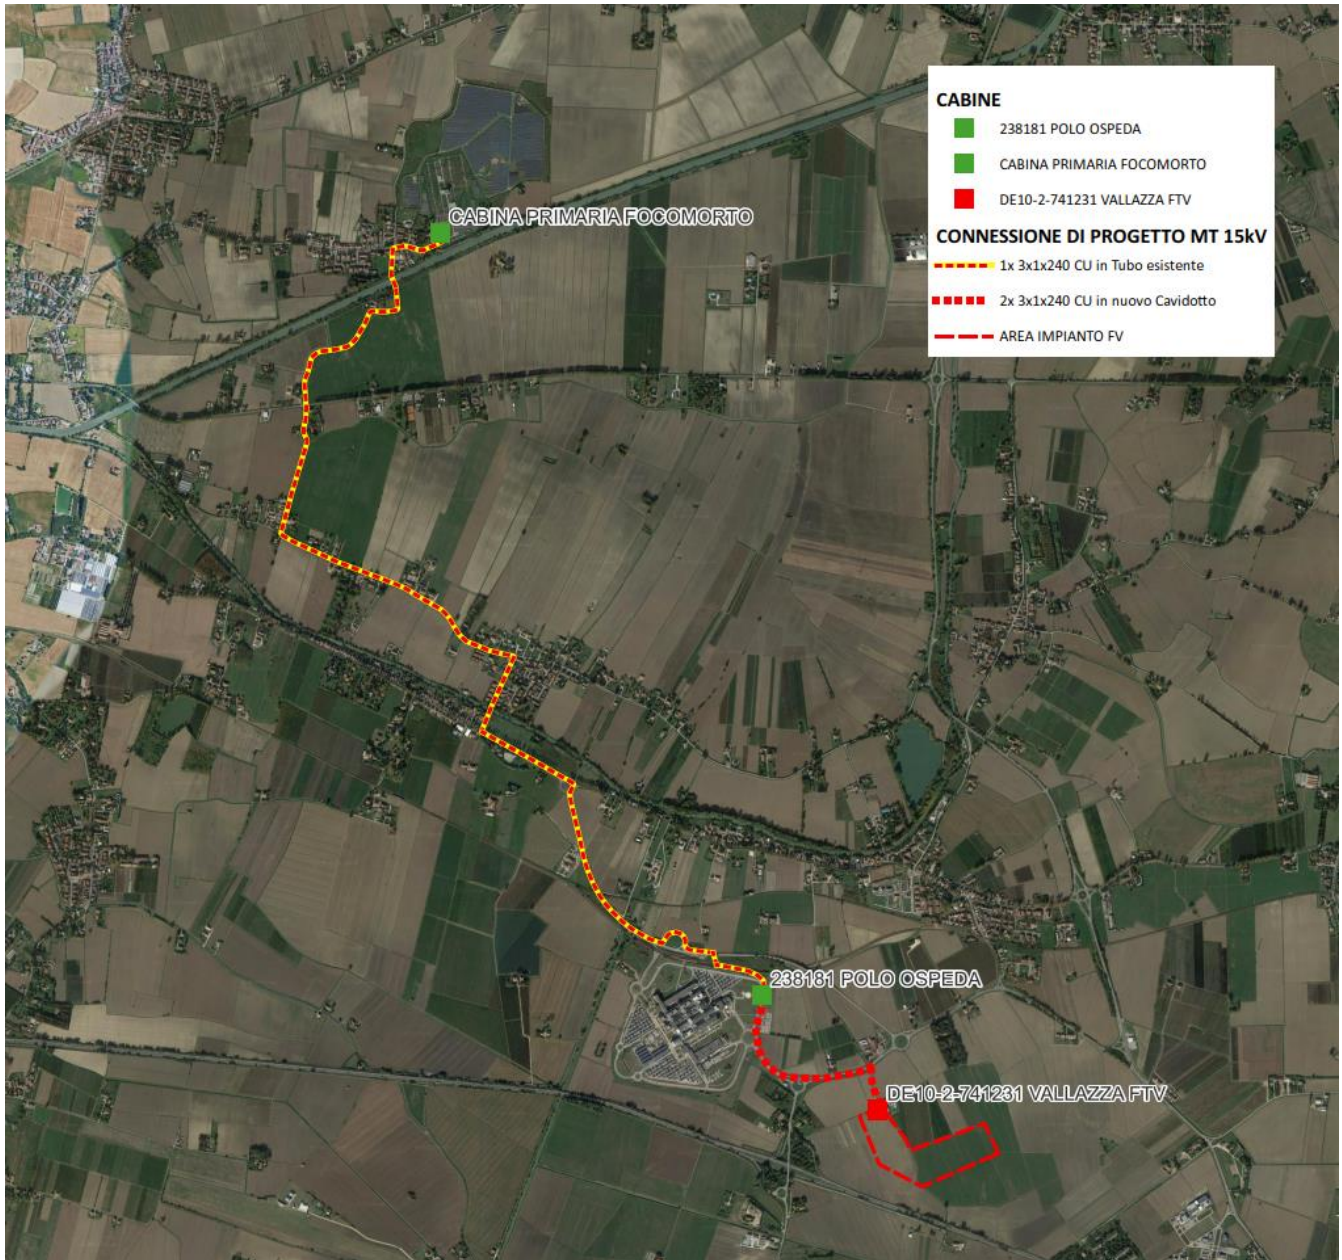 CABINE
238181 POLO OSPEDA
CABINA PRIMARIA FOCOMORTO
DE10-2-741231 VALLAZZA FTV
CONNESSIONE DI PROGETTO MT 15kV
1x 3x1x240 CU in Tubo esistente
2x 3x1x240 CU in nuovo Cavidotto
AREA IMPIANTO FV
CABINA PRIMARIA FOCOMORTO
238181 POLO OSPEDA
DE10-2-741231 VALLAZZA FTV